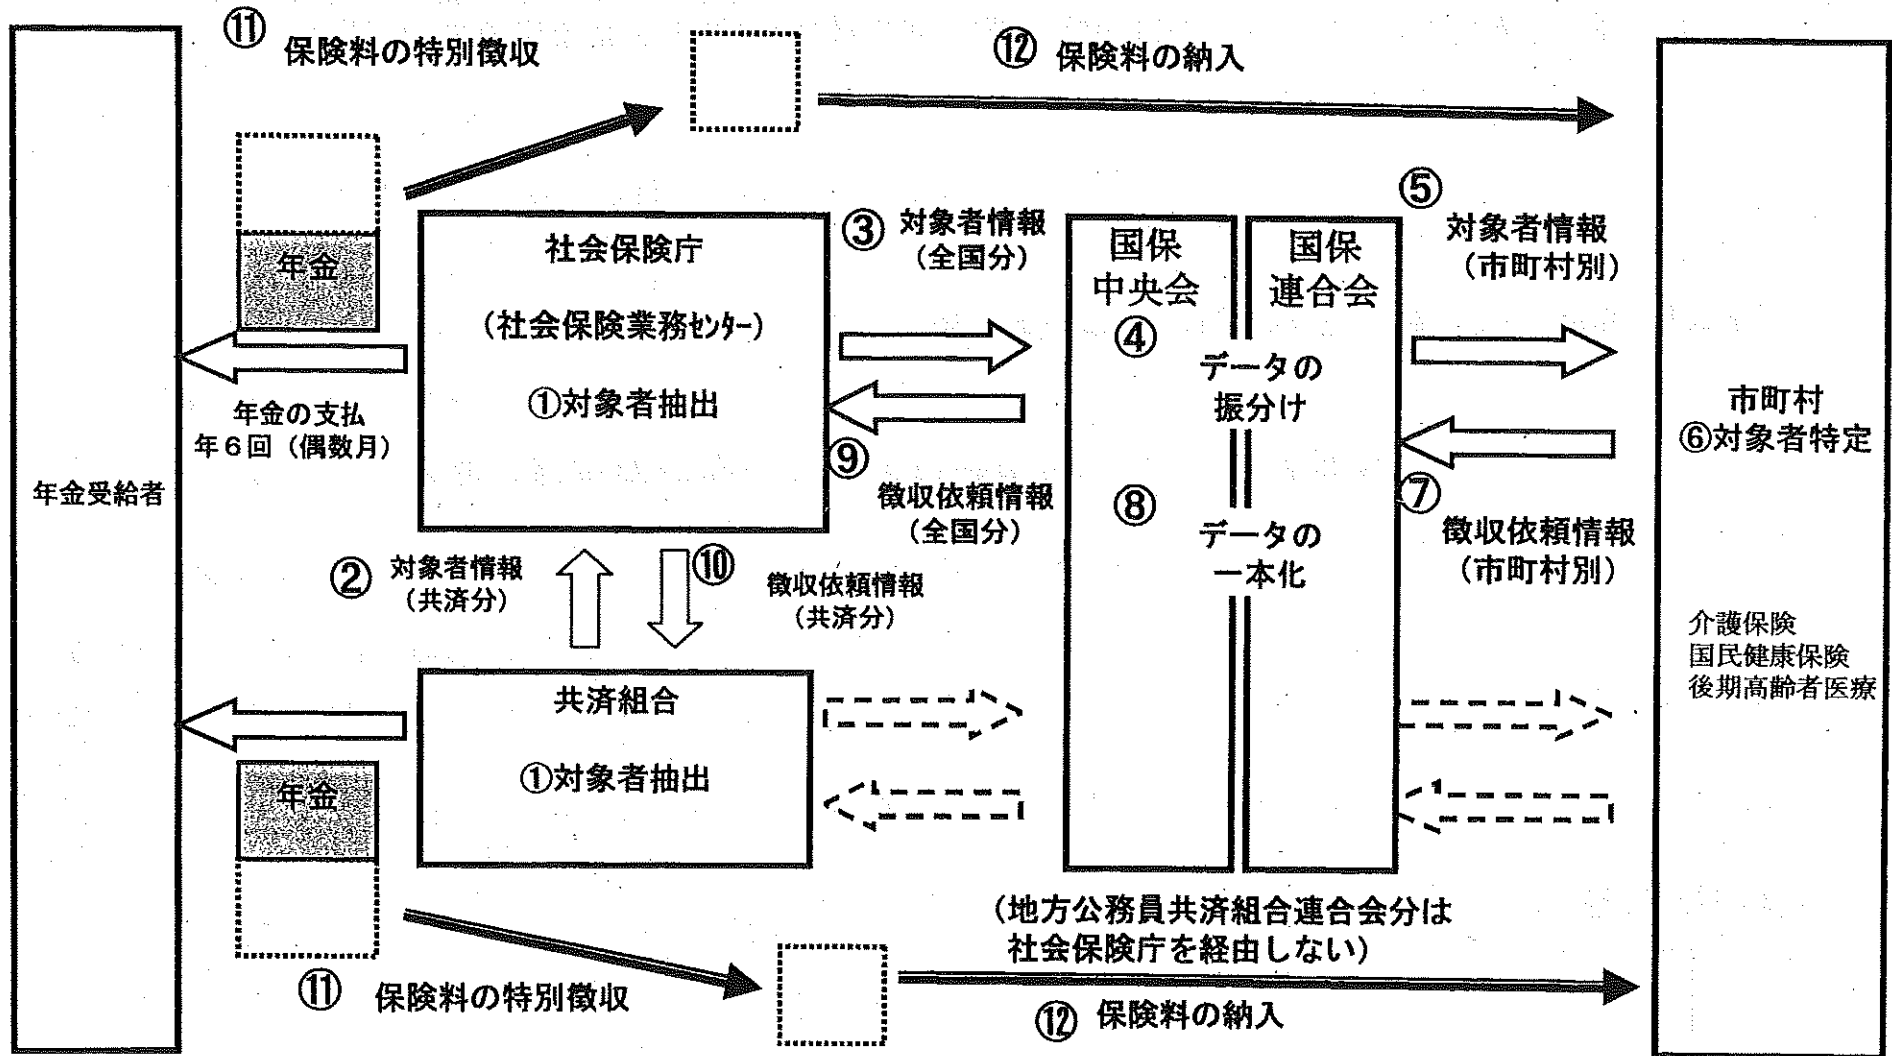 ⑪
保険料の特別徴収
⑫ 保険料の納入
年金
年金の支払
年６回（偶数月）
年金受給者
社会保険庁
（社会保険業務ｾﾝﾀｰ）
①対象者抽出
③ 対象者情報
（全国分）
⑨
徴収依頼情報
（全国分）
② 対象者情報
（共済分）
⑩
徴収依頼情報
（共済分）
国保
中央会
④
国保
連合会
データの
振分け
⑧
データの
一本化
⑤
対象者情報
（市町村別）
⑦
徴収依頼情報
（市町村別）
市町村
⑥対象者特定
介護保険
国民健康保険
後期高齢者医療
共済組合
①対象者抽出
年金
（地方公務員共済組合連合会分は
社会保険庁を経由しない）
⑪ 保険料の特別徴収
⑫ 保険料の納入